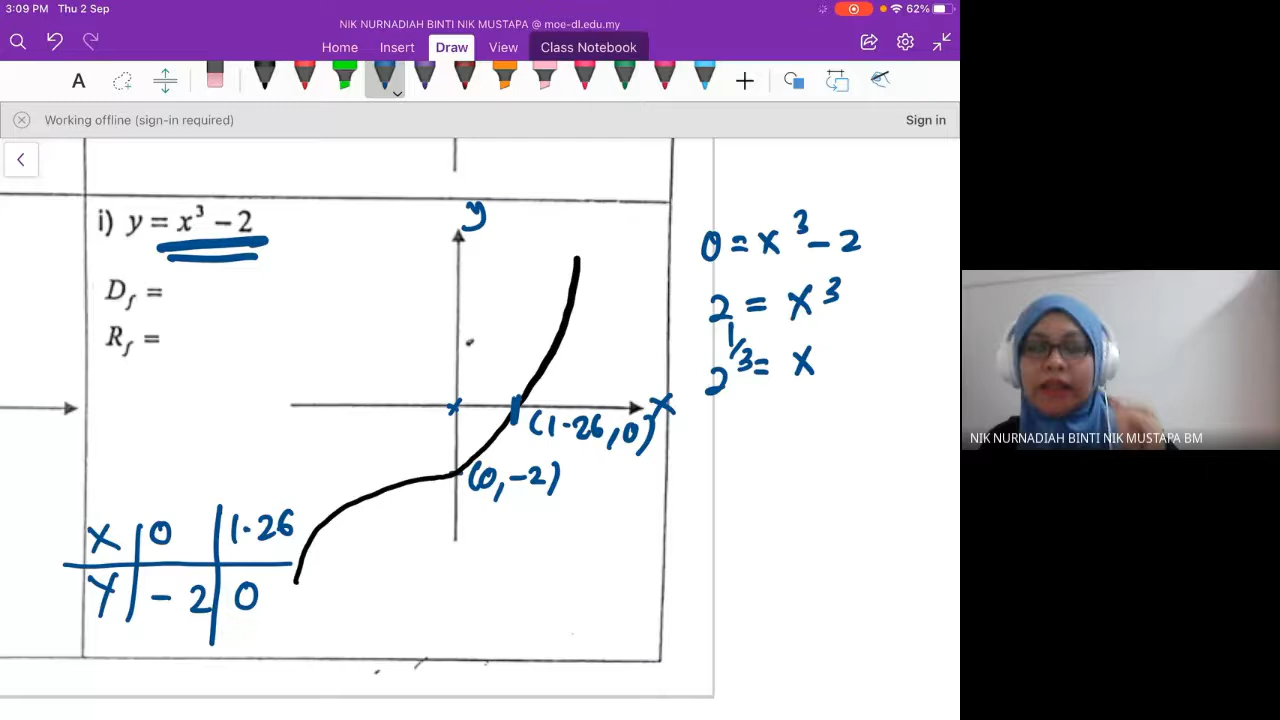 3:09 PM Thu 2 Sep
62%
NIK NURNADIAH BINTI NIK MUSTAPA @ moe-dl.edu.my
Home Insert Draw View Class Notebook
A
Working offline (sign-in required)
Sign in
i) y = x³ − 2
D_f =
R_f =
y
x
(1.26, 0)
(0, −2)
x 0 1.26
y −2 0
0 = x³ − 2
2 = x³
2^1/3 = x
NIK NURNADIAH BINTI NIK MUSTAPA BM